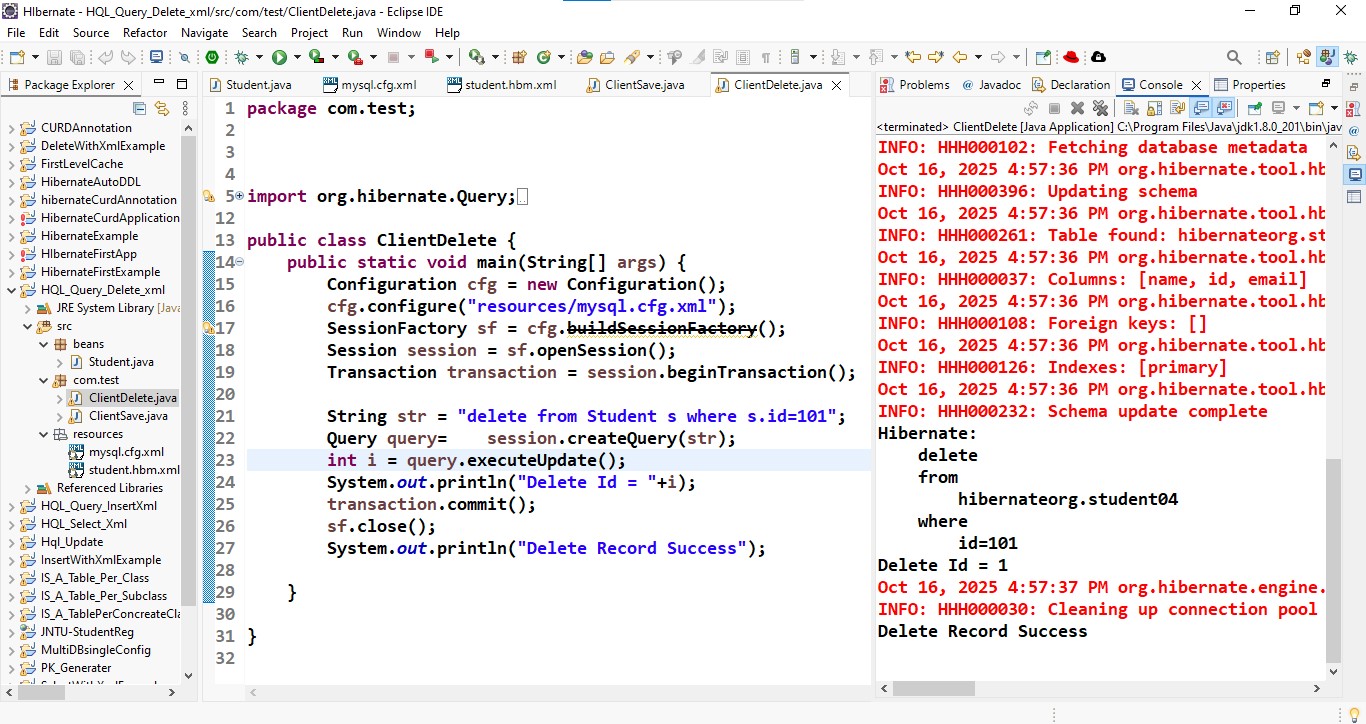 HIbernate - HQL_Query_Delete_xml/src/com/test/ClientDelete.java - Eclipse IDE
File Edit Source Refactor Navigate Search Project Run Window Help
Package Explorer
CURDAnnotation
DeleteWithXmlExample
FirstLevelCache
HibernateAutoDDL
hibernateCurdAnnotation
HibernateCurdApplication
HibernateExample
HIbernateFirstApp
HibernateFirstExample
HQL_Query_Delete_xml
JRE System Library [Java
src
beans
Student.java
com.test
ClientDelete.java
ClientSave.java
resources
mysql.cfg.xml
student.hbm.xml
Referenced Libraries
HQL_Query_InsertXml
HQL_Select_Xml
Hql_Update
InsertWithXmlExample
IS_A_Table_Per_Class
IS_A_Table_Per_Subclass
IS_A_TablePerConcreateCla
JNTU-StudentReg
MultiDBsingleConfig
PK_Generater
Student.java mysql.cfg.xml student.hbm.xml ClientSave.java ClientDelete.java
1 package com.test;
2
3
4
5 import org.hibernate.Query;
12
13 public class ClientDelete {
14 public static void main(String[] args) {
15 Configuration cfg = new Configuration();
16 cfg.configure("resources/mysql.cfg.xml");
17 SessionFactory sf = cfg.buildSessionFactory();
18 Session session = sf.openSession();
19 Transaction transaction = session.beginTransaction();
20
21 String str = "delete from Student s where s.id=101";
22 Query query= session.createQuery(str);
23 int i = query.executeUpdate();
24 System.out.println("Delete Id = "+i);
25 transaction.commit();
26 sf.close();
27 System.out.println("Delete Record Success");
28
29 }
30
31 }
32
Problems @ Javadoc Declaration Console Properties
<terminated> ClientDelete [Java Application] C:\Program Files\Java\jdk1.8.0_201\bin\jav
INFO: HHH000102: Fetching database metadata
Oct 16, 2025 4:57:36 PM org.hibernate.tool.hb
INFO: HHH000396: Updating schema
Oct 16, 2025 4:57:36 PM org.hibernate.tool.hb
INFO: HHH000261: Table found: hibernateorg.st
Oct 16, 2025 4:57:36 PM org.hibernate.tool.hb
INFO: HHH000037: Columns: [name, id, email]
Oct 16, 2025 4:57:36 PM org.hibernate.tool.hb
INFO: HHH000108: Foreign keys: []
Oct 16, 2025 4:57:36 PM org.hibernate.tool.hb
INFO: HHH000126: Indexes: [primary]
Oct 16, 2025 4:57:36 PM org.hibernate.tool.hb
INFO: HHH000232: Schema update complete
Hibernate:
delete
from
hibernateorg.student04
where
id=101
Delete Id = 1
Oct 16, 2025 4:57:37 PM org.hibernate.engine.
INFO: HHH000030: Cleaning up connection pool
Delete Record Success